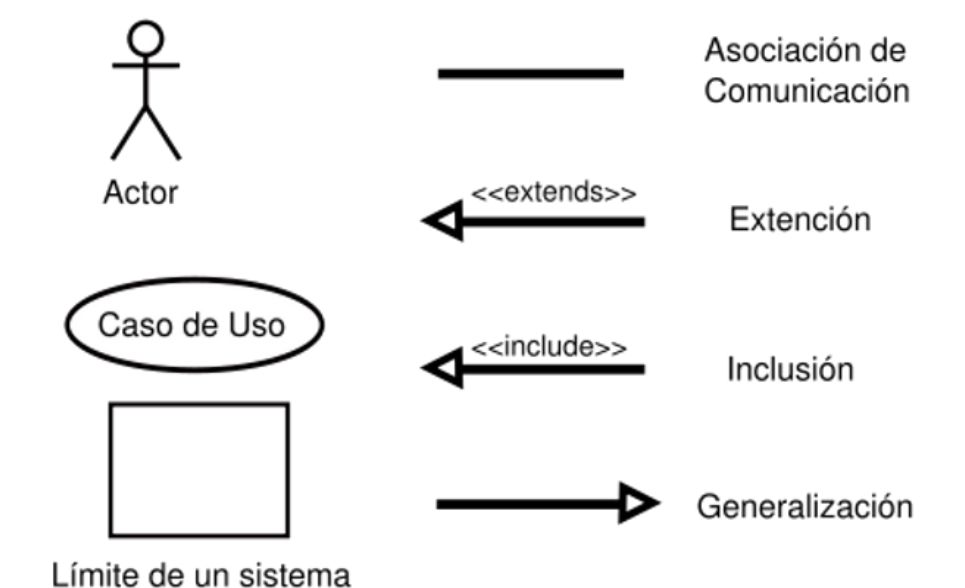 Actor
Caso de Uso
Límite de un sistema
Asociación de
Comunicación
<<extends>>
Extención
<<include>>
Inclusión
Generalización